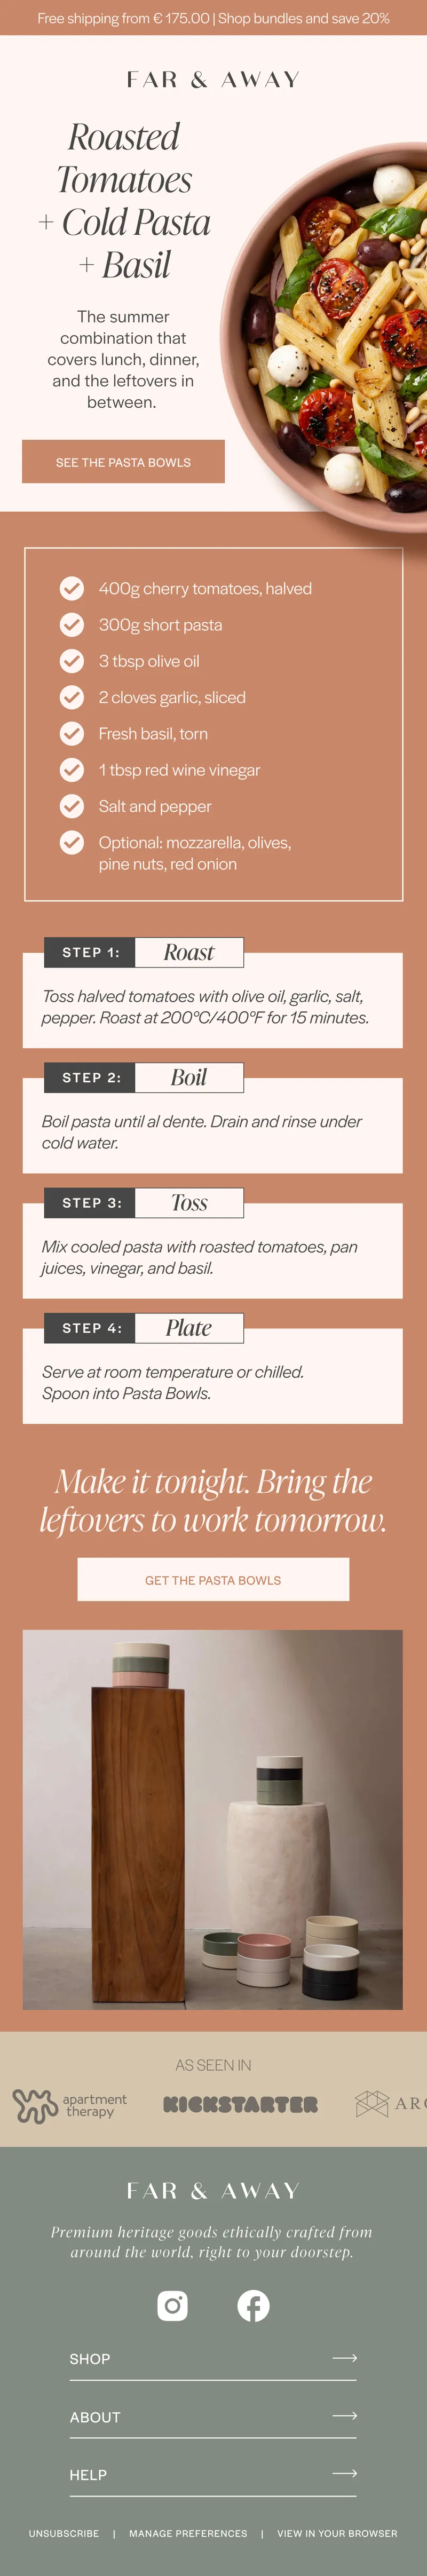 Free shipping from € 175.00 | Shop bundles and save 20%
FAR & AWAY
Roasted
Tomatoes
+ Cold Pasta
+ Basil
The summer
combination that
covers lunch, dinner,
and the leftovers in
between.
SEE THE PASTA BOWLS
400g cherry tomatoes, halved
300g short pasta
3 tbsp olive oil
2 cloves garlic, sliced
Fresh basil, torn
1 tbsp red wine vinegar
Salt and pepper
Optional: mozzarella, olives,
pine nuts, red onion
STEP 1: Roast
Toss halved tomatoes with olive oil, garlic, salt,
pepper. Roast at 200°C/400°F for 15 minutes.
STEP 2: Boil
Boil pasta until al dente. Drain and rinse under
cold water.
STEP 3: Toss
Mix cooked pasta with roasted tomatoes, pan
juices, vinegar, and basil.
STEP 4: Plate
Serve at room temperature or chilled.
Spoon into Pasta Bowls.
Make it tonight. Bring the
leftovers to work tomorrow.
GET THE PASTA BOWLS
AS SEEN IN
apartment
therapy
KICKSTARTER
FAR & AWAY
Premium heritage goods ethically crafted from
around the world, right to your doorstep.
SHOP
ABOUT
HELP
UNSUBSCRIBE | MANAGE PREFERENCES | VIEW IN YOUR BROWSER